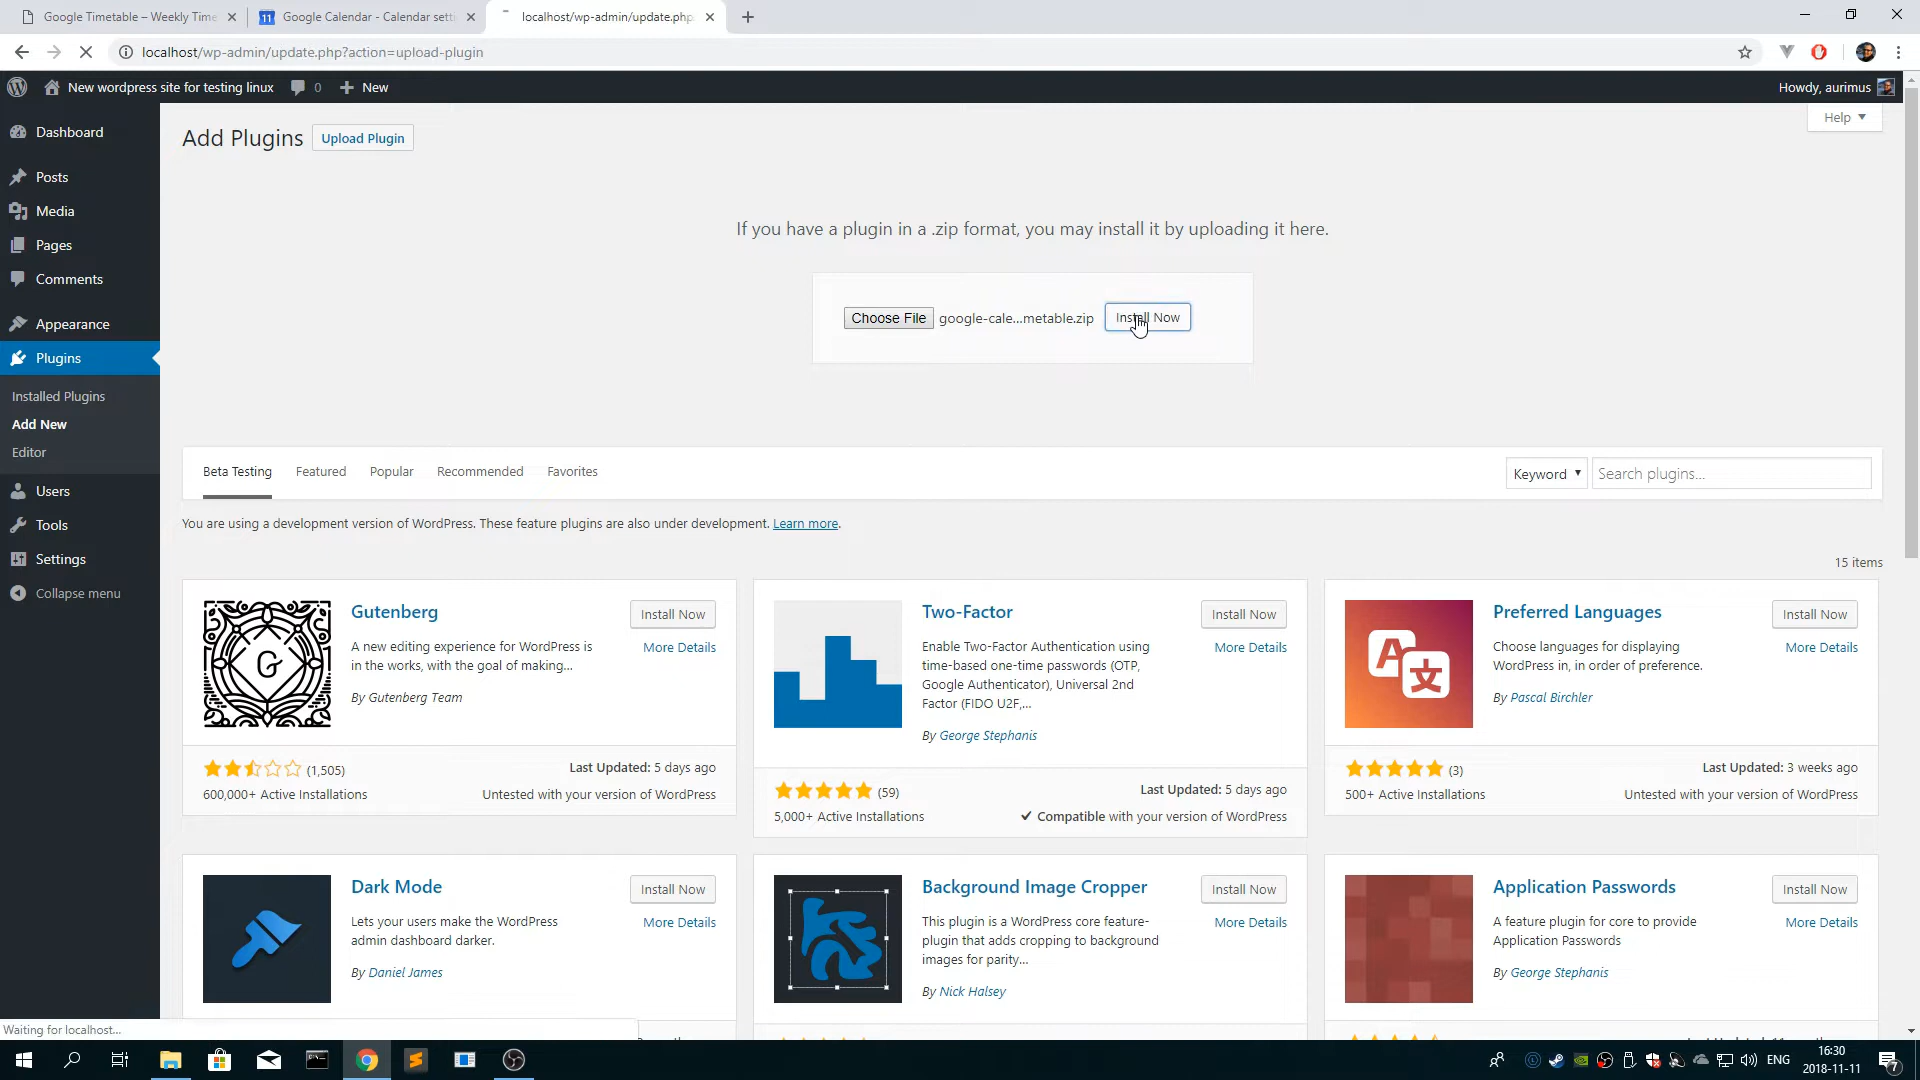 Google Timetable – Weekly Time
Google Calendar - Calendar setti
localhost/wp-admin/update.php
localhost/wp-admin/update.php?action=upload-plugin
New wordpress site for testing linux
0
New
Howdy, aurimus
Help
Dashboard
Posts
Media
Pages
Comments
Appearance
Plugins
Installed Plugins
Add New
Editor
Users
Tools
Settings
Collapse menu
Add Plugins
Upload Plugin
If you have a plugin in a .zip format, you may install it by uploading it here.
Choose File google-cale...metable.zip
Install Now
Beta Testing
Featured
Popular
Recommended
Favorites
Keyword
Search plugins...
You are using a development version of WordPress. These feature plugins are also under development. Learn more.
15 items
Gutenberg
Install Now
More Details
A new editing experience for WordPress is
in the works, with the goal of making...
By Gutenberg Team
(1,505)
600,000+ Active Installations
Last Updated: 5 days ago
Untested with your version of WordPress
Two-Factor
Install Now
More Details
Enable Two-Factor Authentication using
time-based one-time passwords (OTP,
Google Authenticator), Universal 2nd
Factor (FIDO U2F,...
By George Stephanis
(59)
5,000+ Active Installations
Last Updated: 5 days ago
Compatible with your version of WordPress
Preferred Languages
Install Now
More Details
Choose languages for displaying
WordPress in, in order of preference.
By Pascal Birchler
(3)
500+ Active Installations
Last Updated: 3 weeks ago
Untested with your version of WordPress
Dark Mode
Install Now
More Details
Lets your users make the WordPress
admin dashboard darker.
By Daniel James
Background Image Cropper
Install Now
More Details
This plugin is a WordPress core feature-
plugin that adds cropping to background
images for parity...
By Nick Halsey
Application Passwords
Install Now
More Details
A feature plugin for core to provide
Application Passwords
By George Stephanis
Waiting for localhost...
ENG
16:30
2018-11-11
7